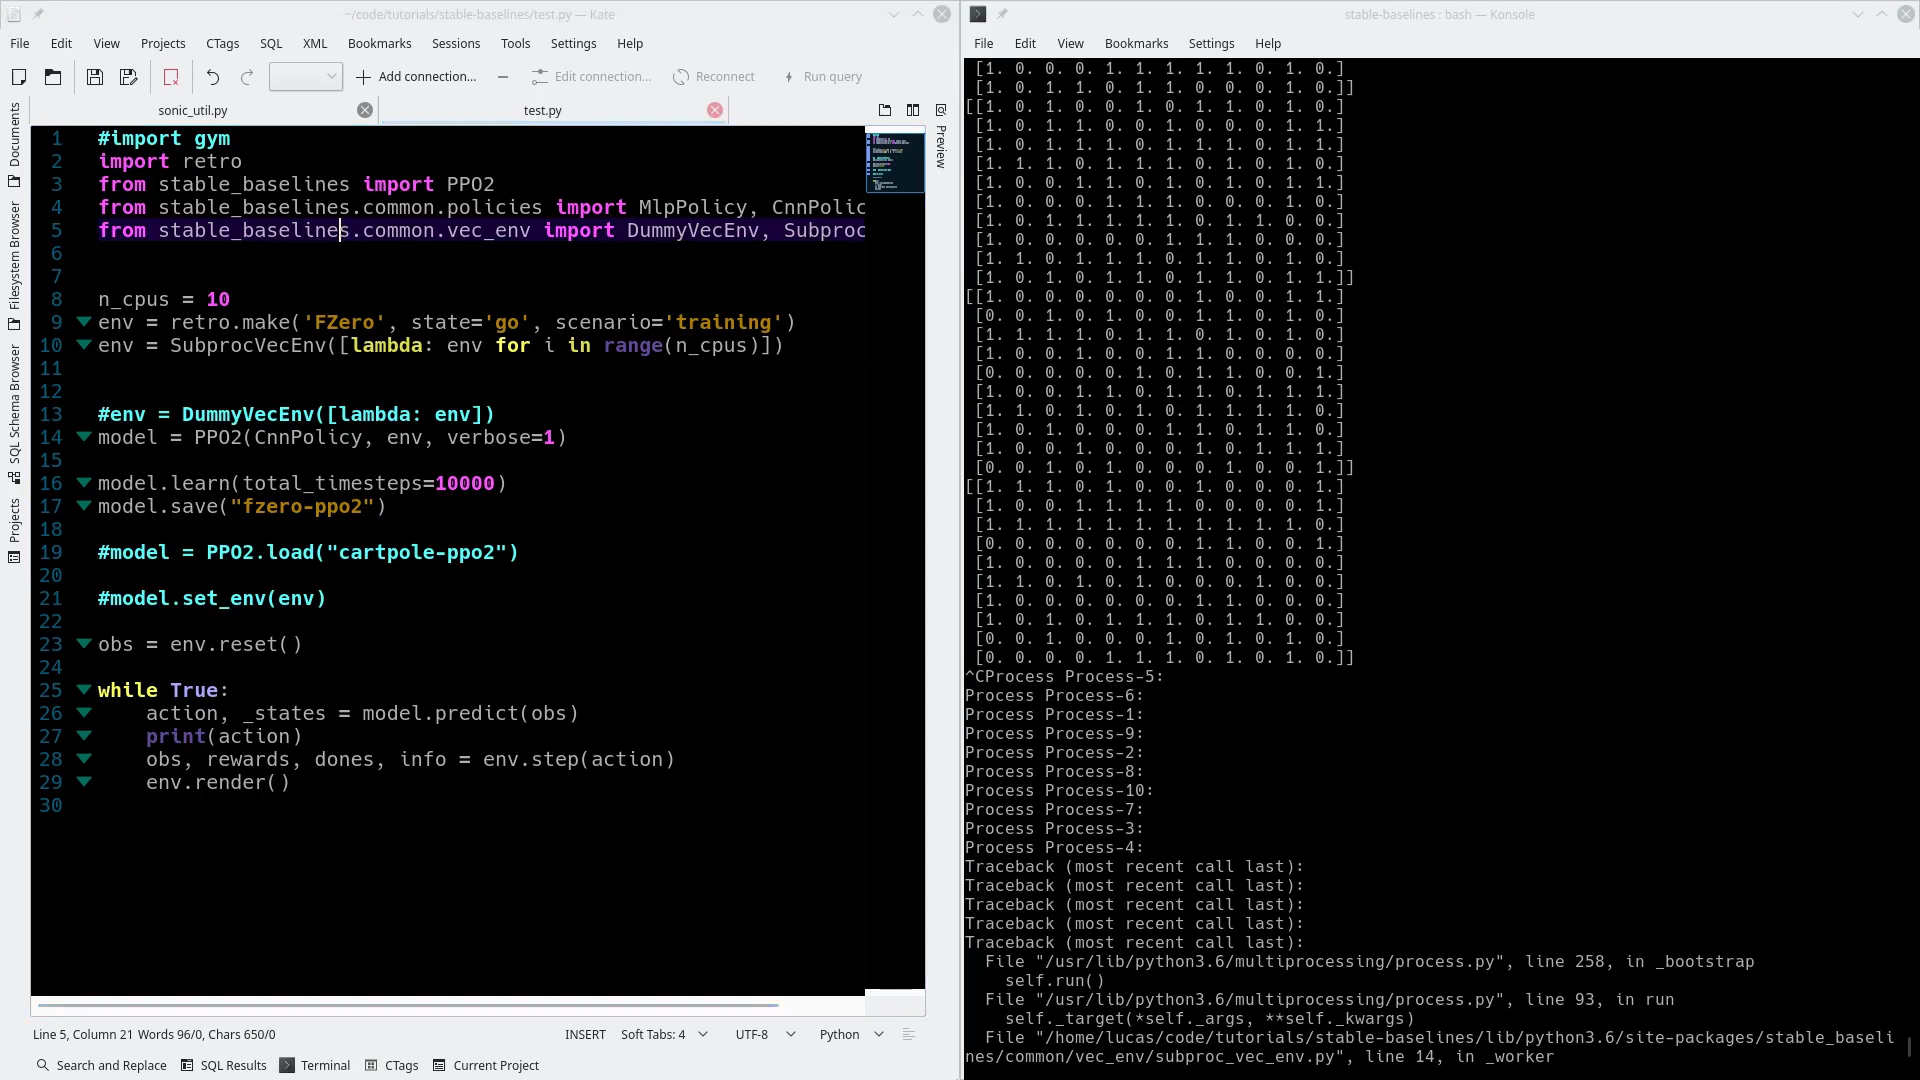 ~/code/tutorials/stable-baselines/test.py — Kate
File Edit View Projects CTags SQL XML Bookmarks Sessions Tools Settings Help
Add connection... Edit connection... Reconnect Run query
sonic_util.py test.py
Documents
Filesystem Browser
SQL Schema Browser
Projects
Preview
1 #import gym
2 import retro
3 from stable_baselines import PPO2
4 from stable_baselines.common.policies import MlpPolicy, CnnPolic
5 from stable_baselines.common.vec_env import DummyVecEnv, Subproc
6
7
8 n_cpus = 10
9 env = retro.make('FZero', state='go', scenario='training')
10 env = SubprocVecEnv([lambda: env for i in range(n_cpus)])
11
12
13 #env = DummyVecEnv([lambda: env])
14 model = PPO2(CnnPolicy, env, verbose=1)
15
16 model.learn(total_timesteps=10000)
17 model.save("fzero-ppo2")
18
19 #model = PPO2.load("cartpole-ppo2")
20
21 #model.set_env(env)
22
23 obs = env.reset()
24
25 while True:
26     action, _states = model.predict(obs)
27     print(action)
28     obs, rewards, dones, info = env.step(action)
29     env.render()
30
Line 5, Column 21 Words 96/0, Chars 650/0 INSERT Soft Tabs: 4 UTF-8 Python
Search and Replace SQL Results Terminal CTags Current Project
stable-baselines : bash — Konsole
File Edit View Bookmarks Settings Help
[1. 0. 0. 0. 1. 1. 1. 1. 1. 0. 1. 0.]
[1. 0. 1. 1. 0. 1. 1. 0. 0. 0. 1. 0.]]
[[1. 0. 1. 0. 0. 1. 0. 1. 1. 0. 1. 0.]
[1. 0. 1. 1. 0. 1. 0. 1. 0. 0. 1. 1.]
[1. 0. 1. 1. 0. 0. 1. 1. 1. 0. 1. 1.]
[1. 1. 1. 0. 1. 0. 1. 0. 0. 0. 1. 1.]
[1. 0. 0. 1. 0. 1. 0. 1. 0. 0. 1. 1.]
[1. 0. 0. 1. 1. 1. 1. 0. 0. 0. 1. 0.]
[1. 0. 1. 1. 0. 1. 1. 0. 1. 1. 0. 0.]
[1. 0. 0. 0. 0. 0. 1. 1. 0. 0. 1. 0.]
[1. 1. 0. 1. 1. 1. 1. 0. 1. 0. 1. 0.]
[1. 0. 1. 0. 1. 1. 0. 1. 0. 1. 1. 1.]]
[[1. 0. 0. 0. 0. 0. 0. 1. 0. 0. 1. 1.]
[0. 0. 1. 0. 1. 0. 0. 1. 0. 0. 1. 0.]
[1. 1. 1. 1. 1. 0. 1. 1. 0. 1. 1. 0.]
[1. 0. 0. 1. 0. 0. 1. 1. 0. 0. 1. 0.]
[0. 0. 0. 0. 0. 1. 0. 1. 1. 0. 0. 1.]
[1. 0. 0. 1. 1. 0. 1. 1. 0. 1. 1. 1.]
[1. 1. 0. 1. 0. 1. 0. 1. 1. 1. 1. 0.]
[1. 0. 1. 0. 0. 0. 1. 1. 0. 1. 1. 0.]
[1. 0. 0. 1. 0. 0. 0. 1. 0. 1. 1. 1.]
[0. 0. 1. 0. 1. 0. 0. 0. 1. 0. 0. 1.]]
[[1. 1. 1. 0. 1. 0. 1. 0. 0. 0. 0. 1.]
[1. 0. 0. 1. 0. 0. 0. 1. 0. 0. 1. 0.]
[1. 1. 1. 1. 1. 1. 1. 1. 1. 1. 1. 0.]
[0. 0. 0. 0. 0. 0. 0. 1. 1. 0. 0. 1.]
[1. 0. 0. 0. 0. 1. 1. 1. 0. 0. 0. 0.]
[1. 1. 0. 1. 0. 1. 0. 0. 0. 1. 0. 0.]
[1. 0. 0. 0. 0. 0. 0. 1. 1. 0. 0. 0.]
[1. 0. 1. 0. 1. 1. 1. 0. 1. 0. 1. 0.]
[0. 0. 1. 0. 0. 0. 1. 0. 1. 0. 1. 0.]
[0. 0. 0. 0. 1. 1. 1. 0. 1. 0. 1. 0.]]
^CProcess Process-5:
Process Process-6:
Process Process-1:
Process Process-9:
Process Process-2:
Process Process-8:
Process Process-10:
Process Process-7:
Process Process-3:
Process Process-4:
Traceback (most recent call last):
Traceback (most recent call last):
Traceback (most recent call last):
Traceback (most recent call last):
Traceback (most recent call last):
File "/usr/lib/python3.6/multiprocessing/process.py", line 258, in _bootstrap
self.run()
File "/usr/lib/python3.6/multiprocessing/process.py", line 93, in run
self._target(*self._args, **self._kwargs)
File "/home/lucas/code/tutorials/stable-baselines/lib/python3.6/site-packages/stable_baseli
nes/common/vec_env/subproc_vec_env.py", line 14, in _worker